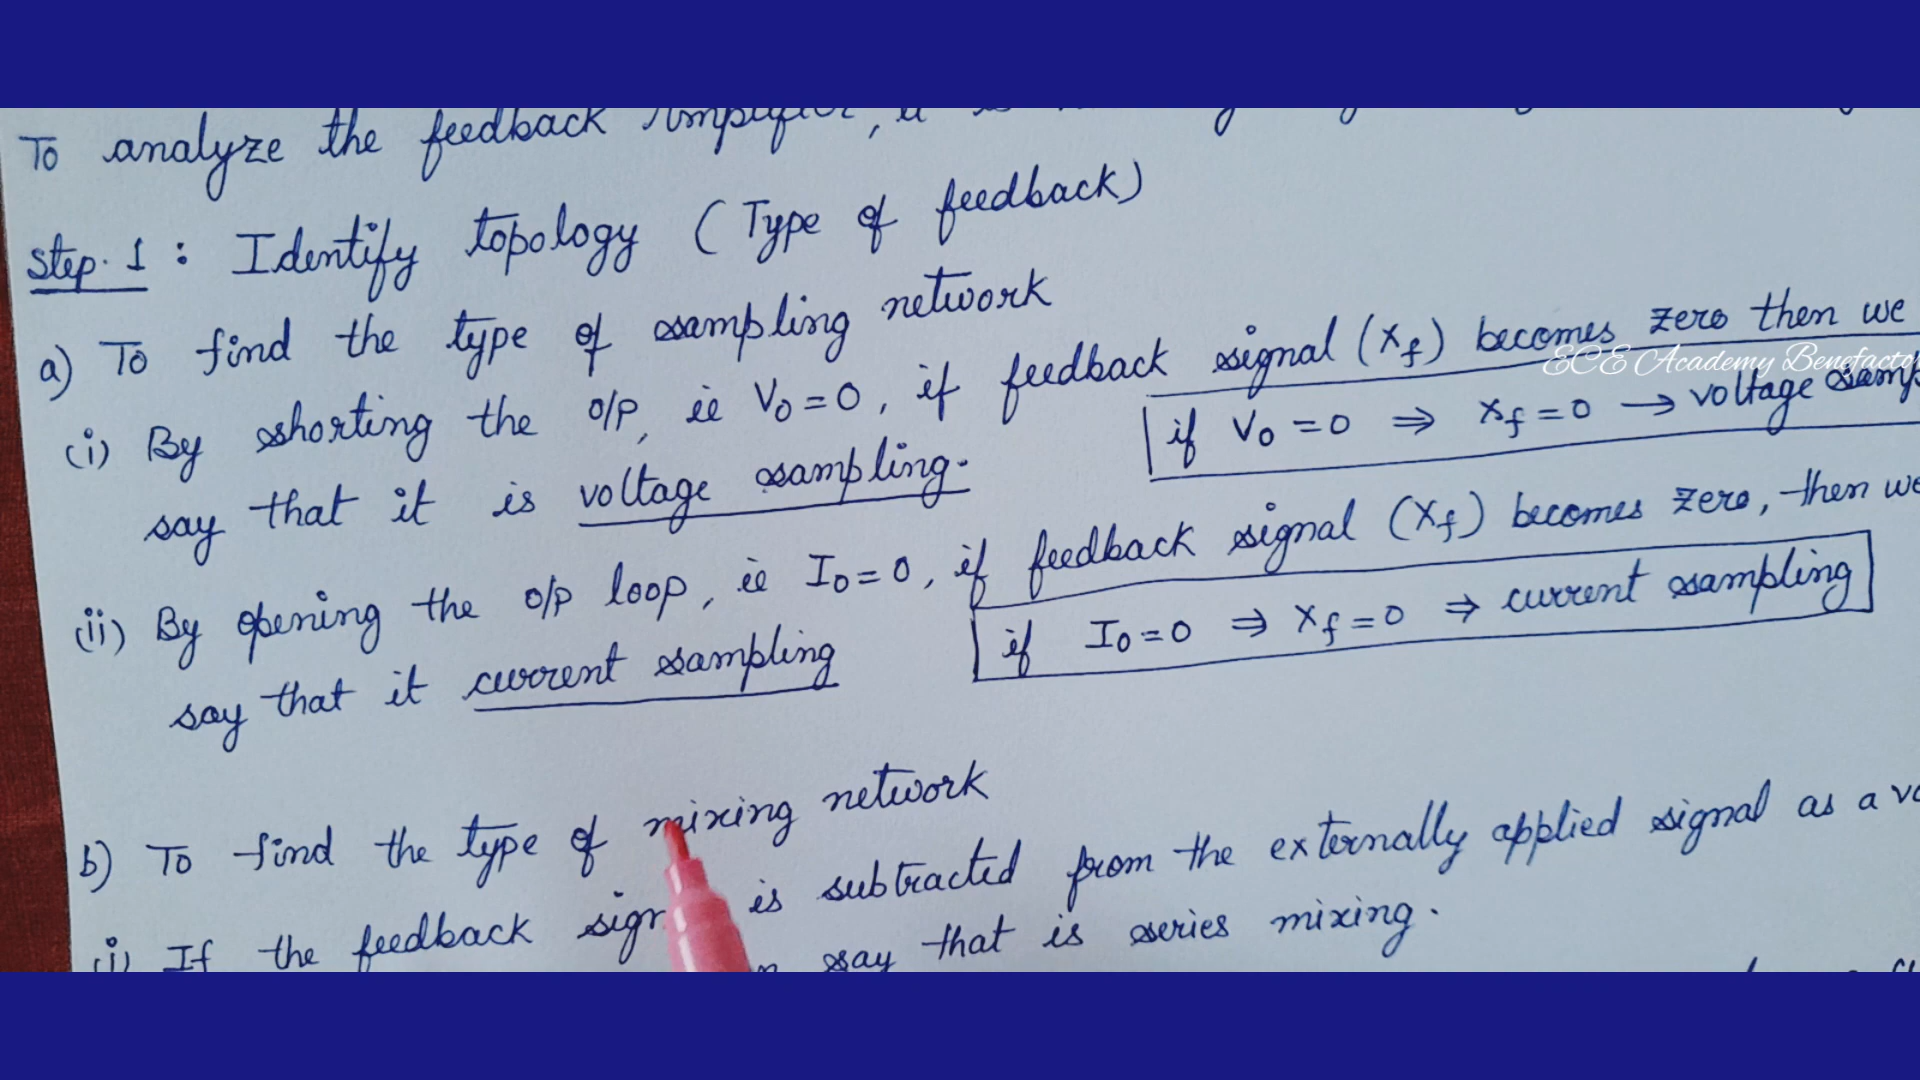 To analyze the feedback
Step. 1 : Identify topology ( Type of feedback)
a) To find the type of sampling network
(i) By shorting the o/p, ie Vo = 0, if feedback signal (Xf) becomes zero then we
say that it is voltage sampling.
if Vo = 0 ⇒ Xf = 0 → voltage
ECE Academy Benefactor
(ii) By opening the o/p loop, ie Io = 0, if feedback signal (Xf) becomes zero, then we
say that it current sampling
if Io = 0 ⇒ Xf = 0 ⇒ current sampling
b) To find the type of mixing network
(i) If the feedback is subtracted from the externally applied signal as a
say that is series mixing.